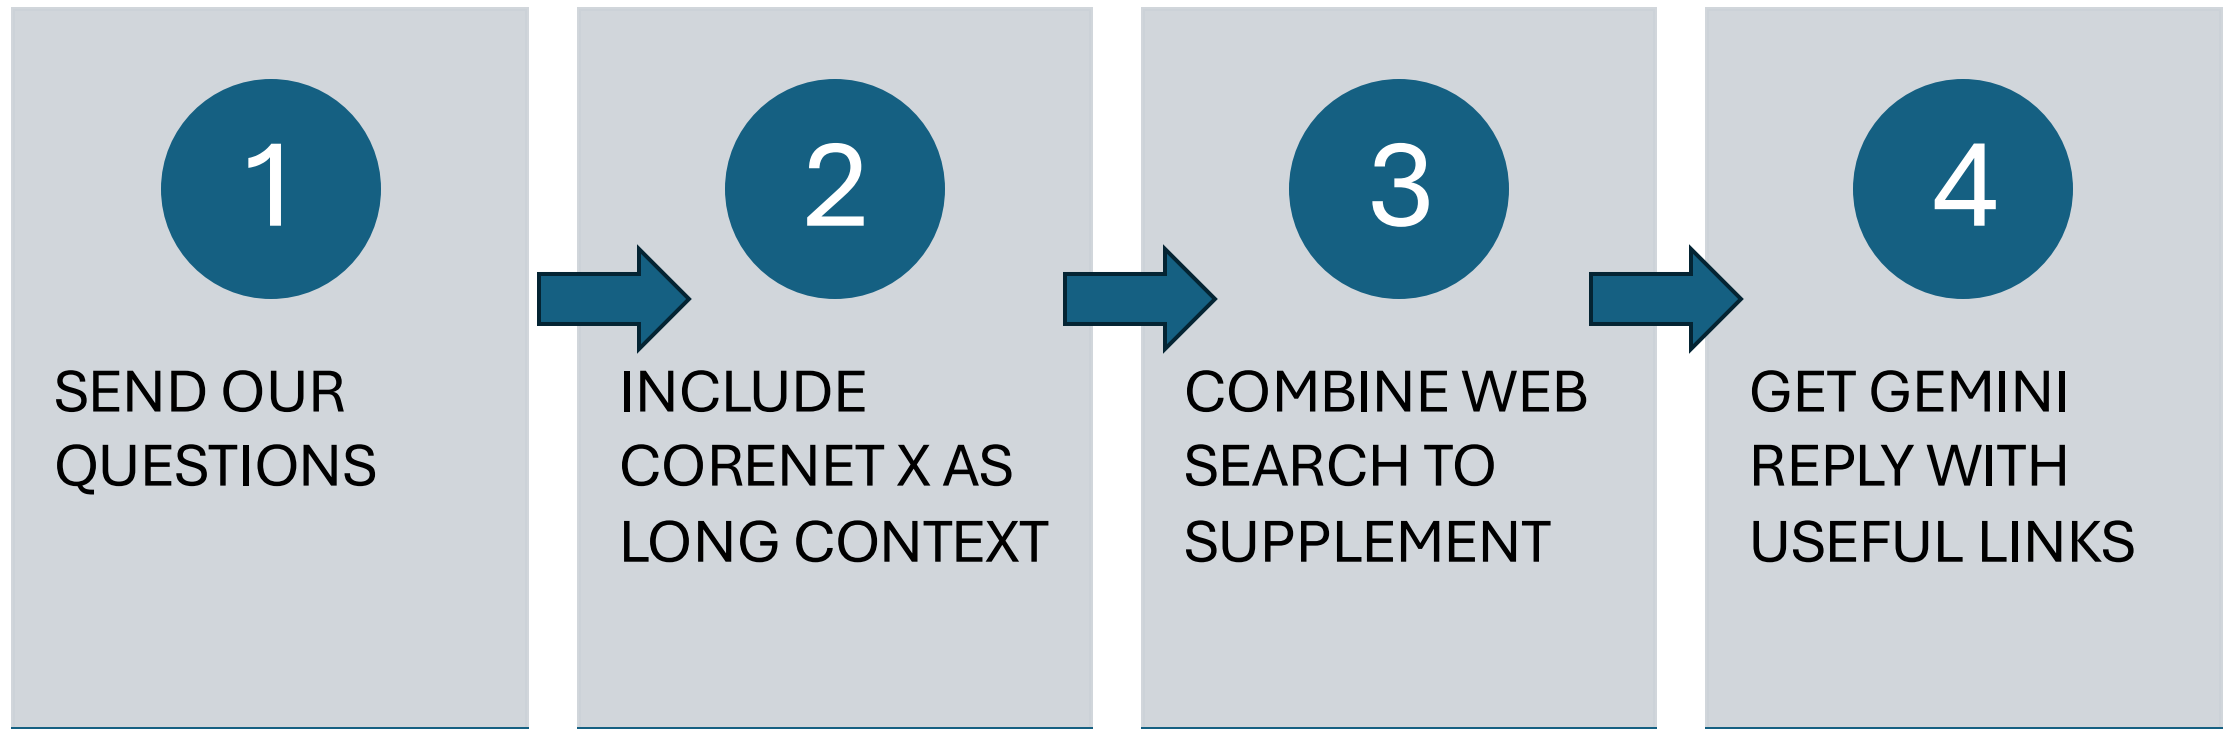 1
SEND OUR
QUESTIONS
2
INCLUDE
CORENET X AS
LONG CONTEXT
3
COMBINE WEB
SEARCH TO
SUPPLEMENT
4
GET GEMINI
REPLY WITH
USEFUL LINKS